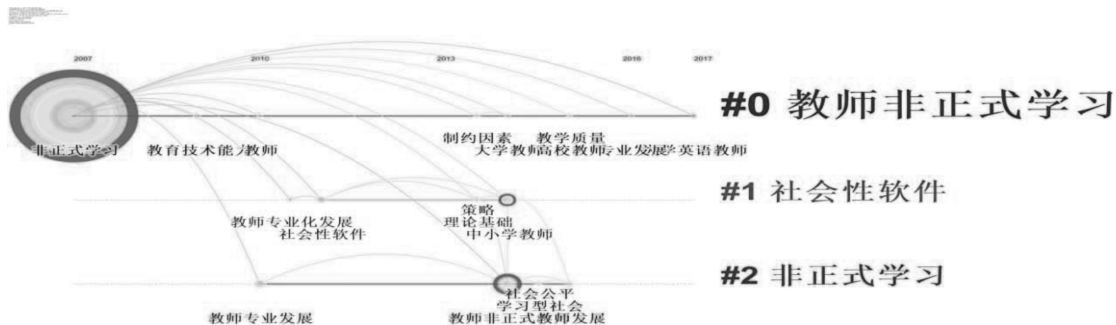 2007 2010 2013 2016 2017
#0 教师非正式学习
非正式学习 教育技术能力 教师 制约因素 教学质量
大学教师 高校教师 专业发展 英语教师
#1 社会性软件
教师专业化发展 策略
社会性软件 理论基础
中小学教师
#2 非正式学习
社会公平
学习型社会
教师专业发展 教师非正式教师发展